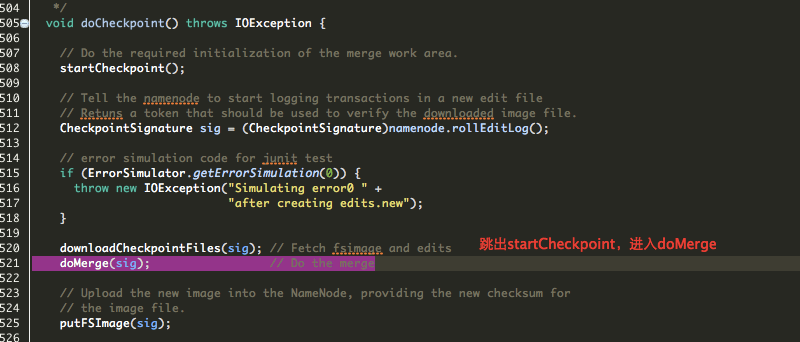 504    */
505   void doCheckpoint() throws IOException {
506
507     // Do the required initialization of the merge work area.
508     startCheckpoint();
509
510     // Tell the namenode to start logging transactions in a new edit file
511     // Retuns a token that should be used to verify the downloaded image file.
512     CheckpointSignature sig = (CheckpointSignature)namenode.rollEditLog();
513
514     // error simulation code for junit test
515     if (ErrorSimulator.getErrorSimulation(0)) {
516       throw new IOException("Simulating error0 " +
517                             "after creating edits.new");
518     }
519
520     downloadCheckpointFiles(sig); // Fetch fsimage and edits 跳出startCheckpoint，进入doMerge
521     doMerge(sig);                 // Do the merge
522
523     // Upload the new image into the NameNode, providing the new checksum for
524     // the image file.
525     putFSImage(sig);
526